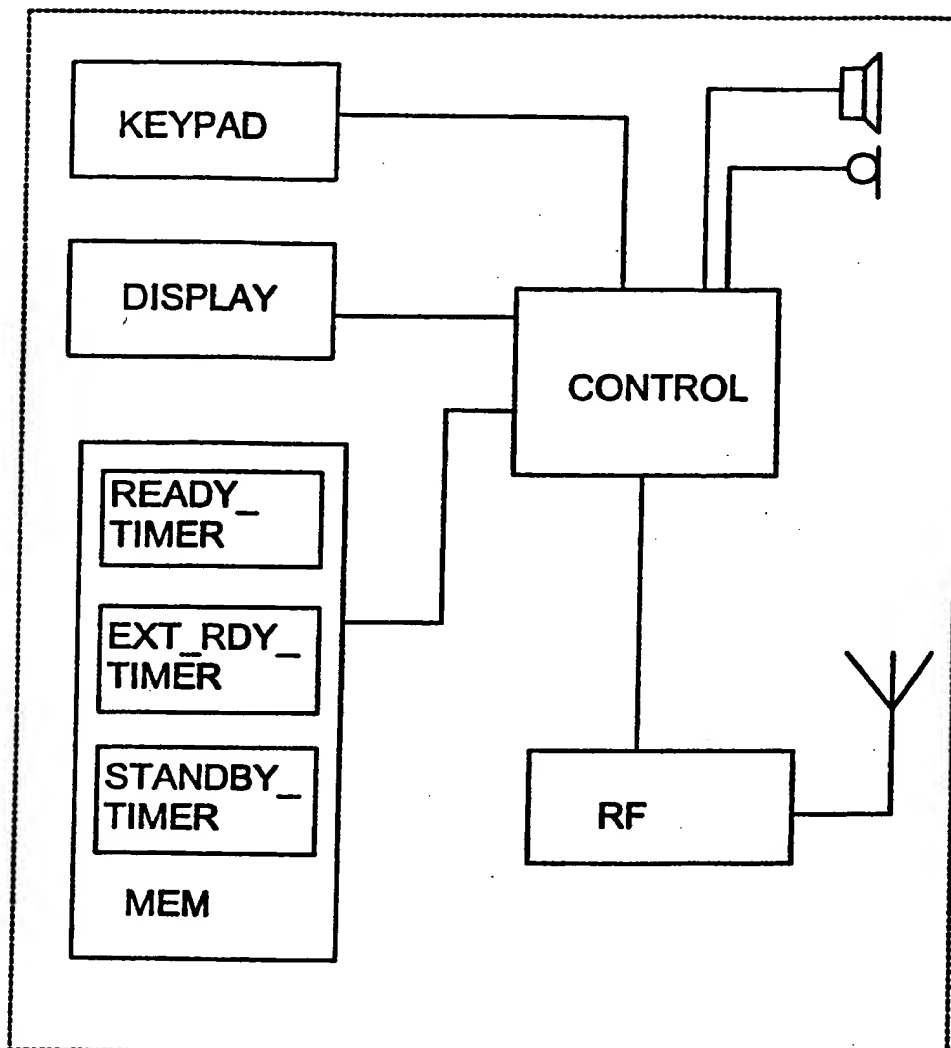 KEYPAD
DISPLAY
CONTROL
READY_
TIMER
EXT_RDY_
TIMER
STANDBY_
TIMER
MEM
RF